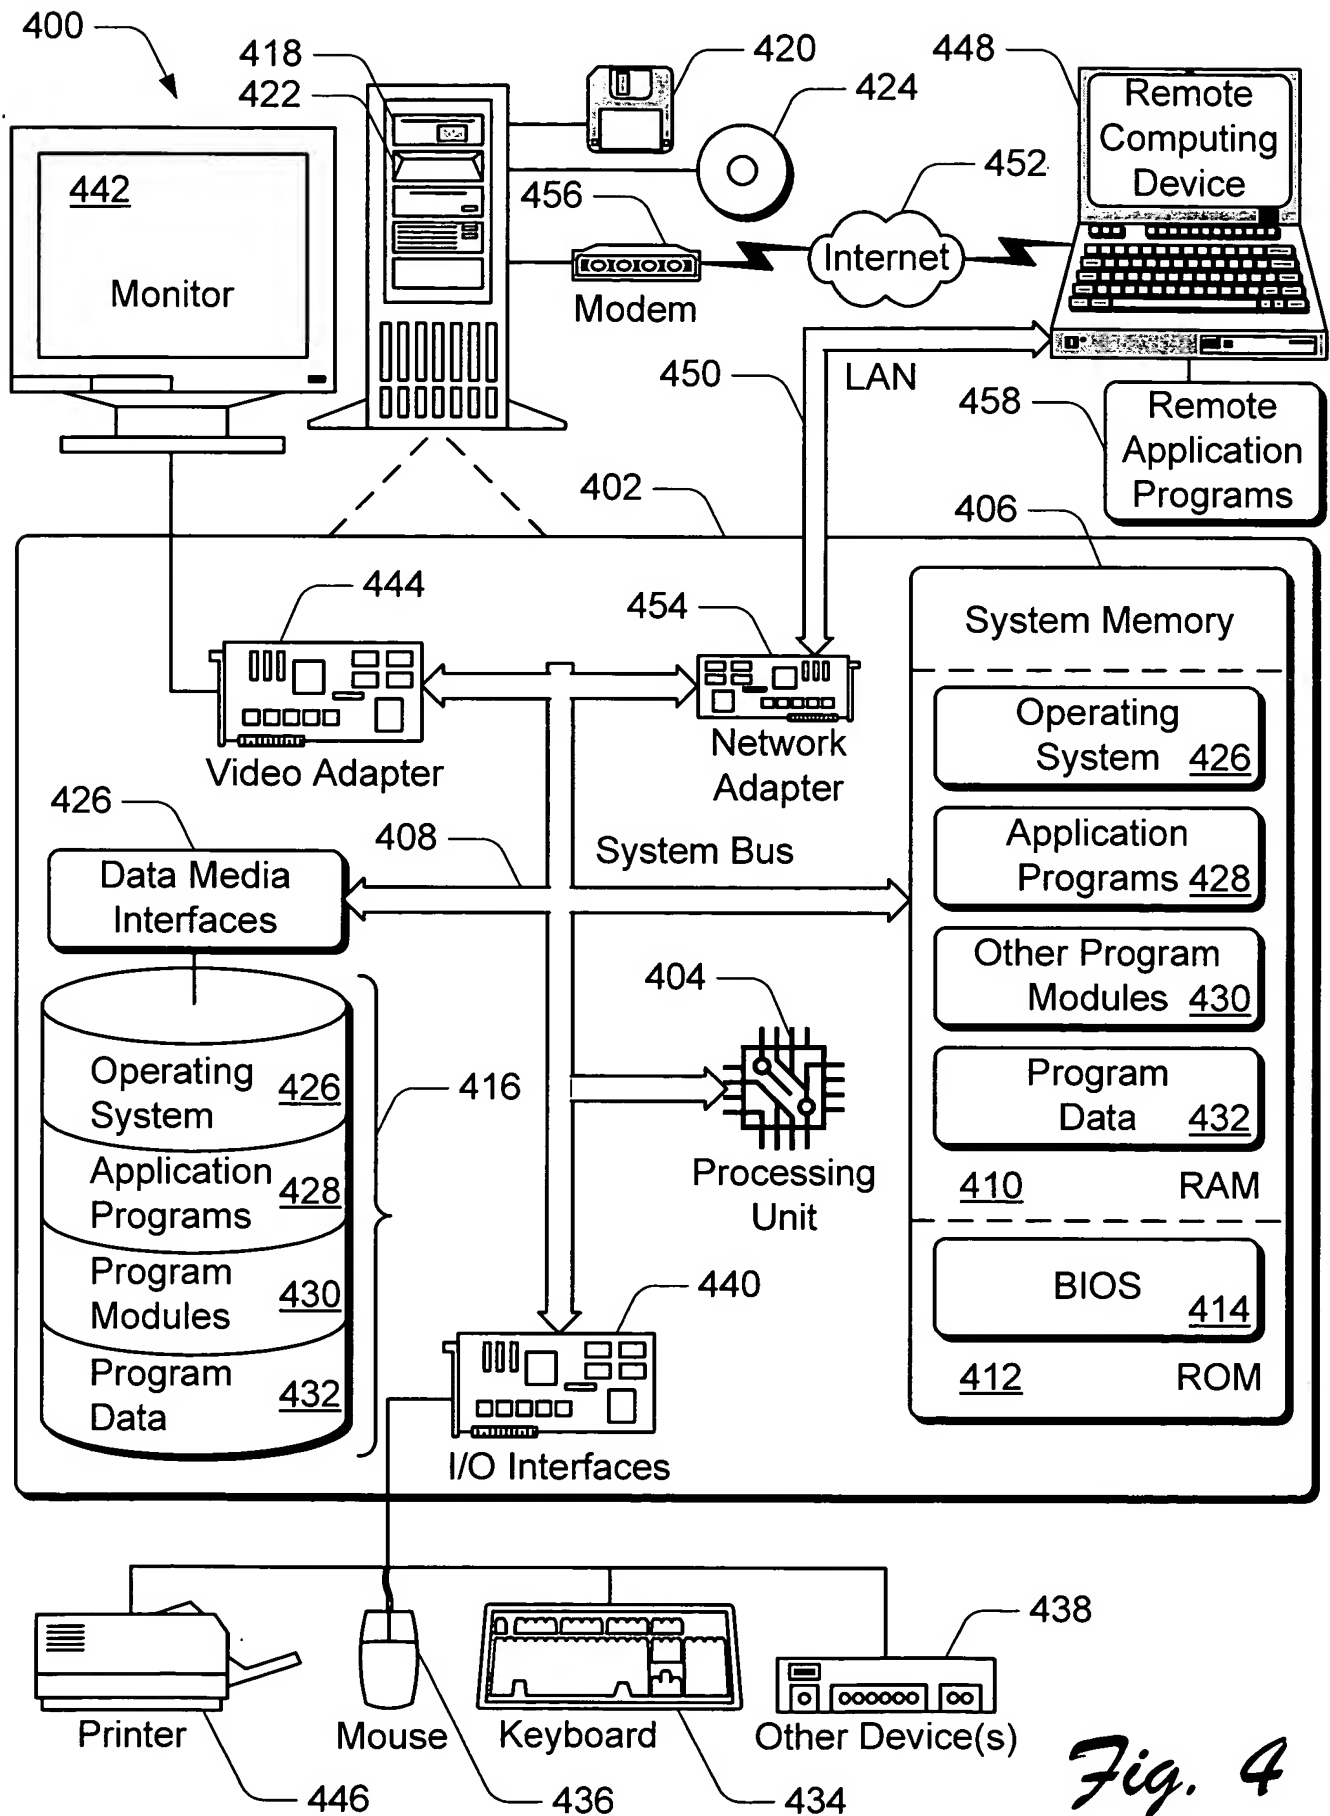 400
418
422
420
424
448
Remote
Computing
Device
442
Monitor
456
Modem
452
Internet
450
LAN
458
Remote
Application
Programs
402
406
444
Video Adapter
454
Network
Adapter
System Memory
Operating
System 426
Application
Programs 428
Other Program
Modules 430
Program
Data 432
410 RAM
BIOS
414
412 ROM
426
Data Media
Interfaces
408
System Bus
404
Processing
Unit
Operating
System 426
Application
Programs 428
Program
Modules 430
Program
Data 432
416
440
I/O Interfaces
438
Printer
Mouse
Keyboard
Other Device(s)
446
436
434
Fig. 4